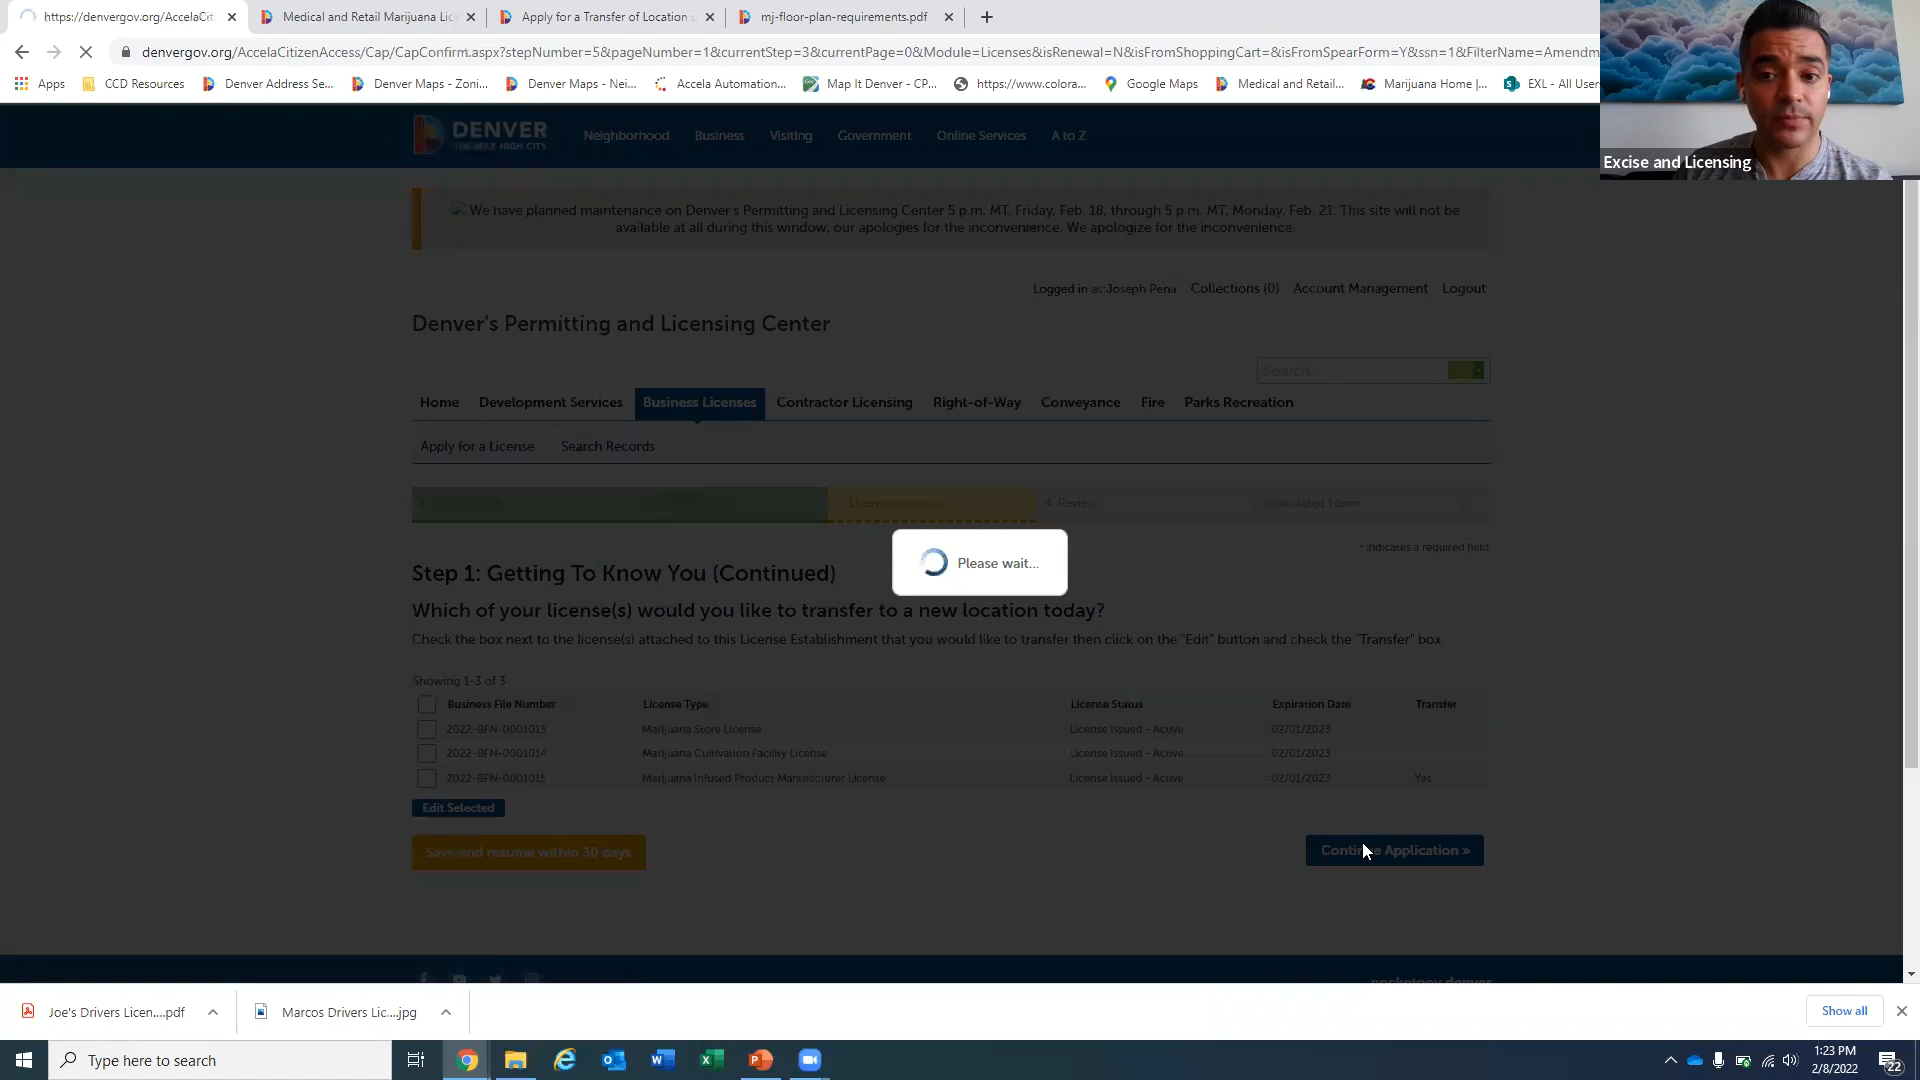 https://denvergov.org/AccelaCit
Medical and Retail Marijuana Lic
Apply for a Transfer of Location
mj-floor-plan-requirements.pdf
denvergov.org/AccelaCitizenAccess/Cap/CapConfirm.aspx?stepNumber=5&pageNumber=1&currentStep=3&currentPage=0&Module=Licenses&isRenewal=N&isFromShoppingCart=&isFromSpearForm=Y&ssn=1&FilterName=Amendm
Apps
CCD Resources
Denver Address Se...
Denver Maps - Zoni...
Denver Maps - Nei...
Accela Automation...
Map It Denver - CP...
https://www.colora...
Google Maps
Medical and Retail...
Marijuana Home |...
EXL - All User
Excise and Licensing
DENVER
THE MILE HIGH CITY
Neighborhood
Business
Visiting
Government
Online Services
A to Z
We have planned maintenance on Denver s Permitting and Licensing Center 5 p.m. MT, Friday, Feb. 18, through 5 p.m. MT, Monday, Feb. 21. This site will not be
available at all during this window, our apologies for the inconvenience. We apologize for the inconvenience.
Logged in as:Joseph Pena
Collections (0)
Account Management
Logout
Denver's Permitting and Licensing Center
Search...
Home
Development Services
Business Licenses
Contractor Licensing
Right-of-Way
Conveyance
Fire
Parks Recreation
Apply for a License
Search Records
4 Review
* indicates a required field.
Step 1: Getting To Know You (Continued)
Please wait...
Which of your license(s) would you like to transfer to a new location today?
Check the box next to the license(s) attached to this License Establishment that you would like to transfer then click on the "Edit" button and check the "Transfer" box.
Showing 1-3 of 3
Business File Number
License Type
License Status
Expiration Date
Transfer
2022-BFN-0001013
Marijuana Store License
License Issued - Active
02/01/2023
2022-BFN-0001014
Marijuana Cultivation Facility License
License Issued - Active
02/01/2023
2022-BFN-0001015
Marijuana Infused Product Manufacturer License
License Issued - Active
02/01/2023
Yes
Edit Selected
Save and resume within 30 days
Continue Application »
pocketgov denver
Joe's Drivers Licen....pdf
Marcos Drivers Lic....jpg
Show all
Type here to search
1:23 PM
2/8/2022
22